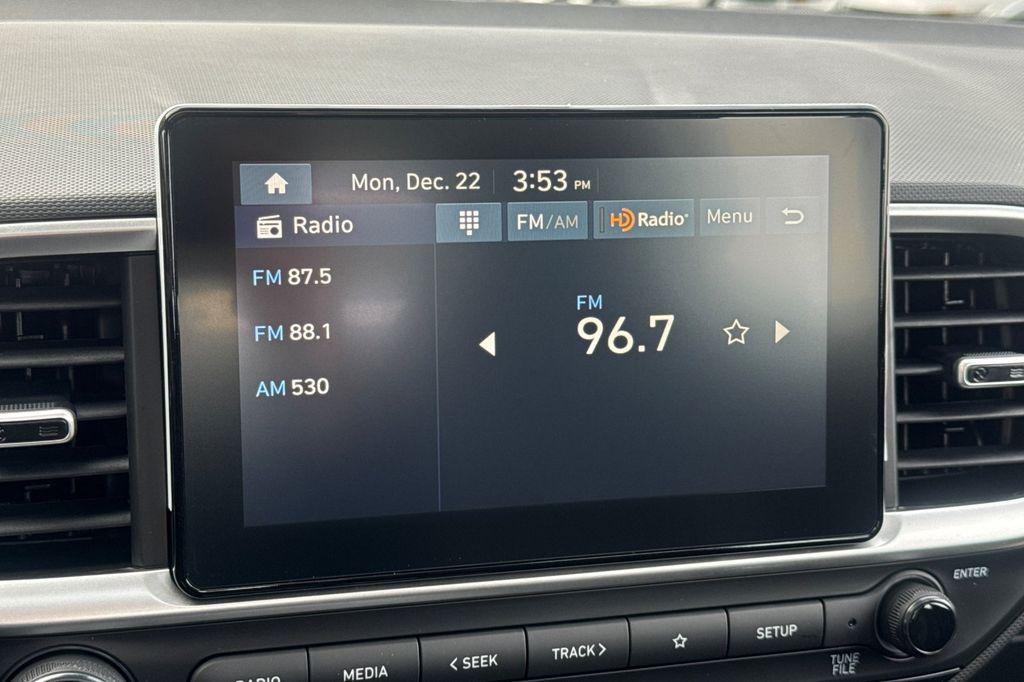 Mon, Dec. 22 3:53 PM
Radio FM/AM HD Radio Menu
FM 87.5
FM 88.1
AM 530
FM
96.7
ENTER
RADIO MEDIA < SEEK TRACK > SETUP
TUNE
FILE